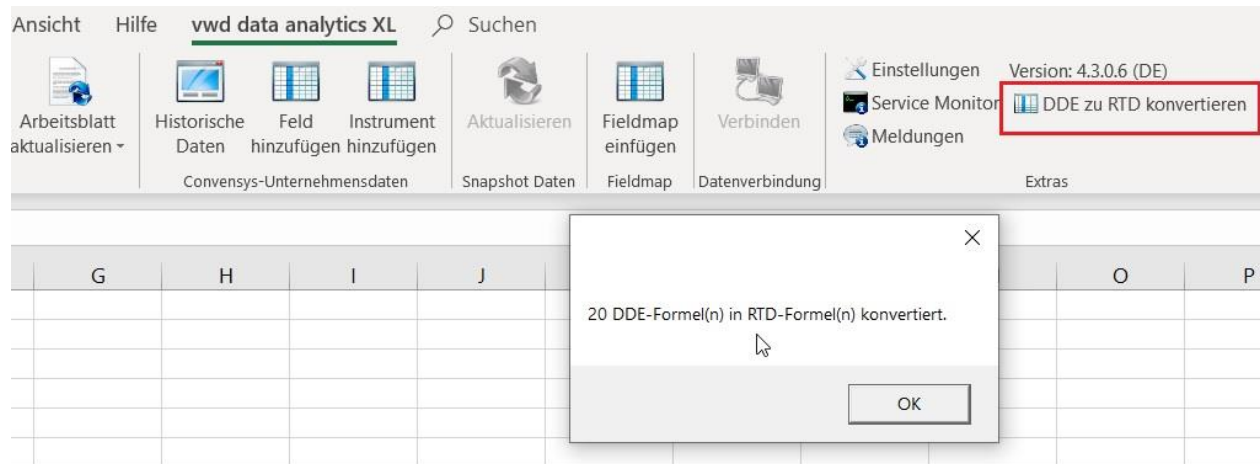 Ansicht Hilfe vwd data analytics XL Suchen
Arbeitsblatt
aktualisieren
Historische
Daten
Feld
hinzufügen
Instrument
hinzufügen
Convensys-Unternehmensdaten
Aktualisieren
Snapshot Daten
Fieldmap
einfügen
Fieldmap
Verbinden
Datenverbindung
Einstellungen
Service Monitor
Meldungen
Version: 4.3.0.6 (DE)
DDE zu RTD konvertieren
Extras
G H I J O P
20 DDE-Formel(n) in RTD-Formel(n) konvertiert.
OK